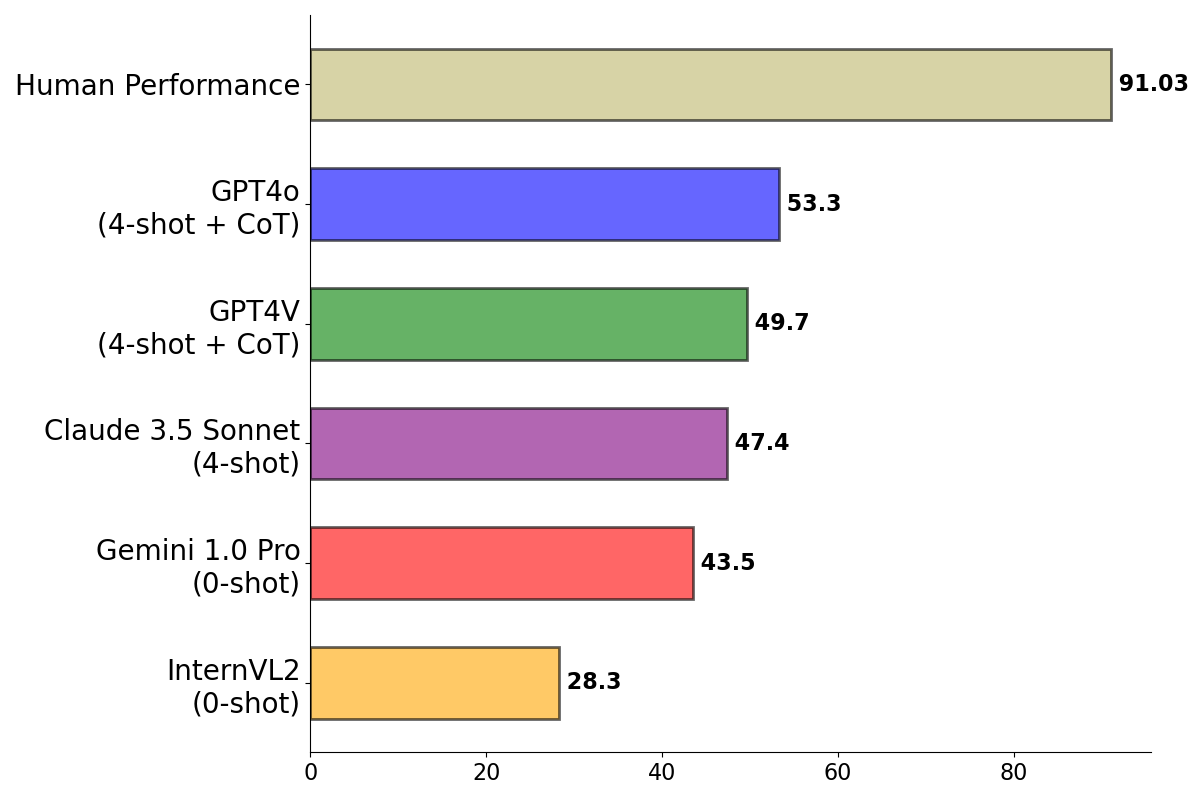 Human Performance
91.03
GPT4o
(4-shot + CoT)
53.3
GPT4V
(4-shot + CoT)
49.7
Claude 3.5 Sonnet
(4-shot)
47.4
Gemini 1.0 Pro
(0-shot)
43.5
InternVL2
(0-shot)
28.3
0 20 40 60 80